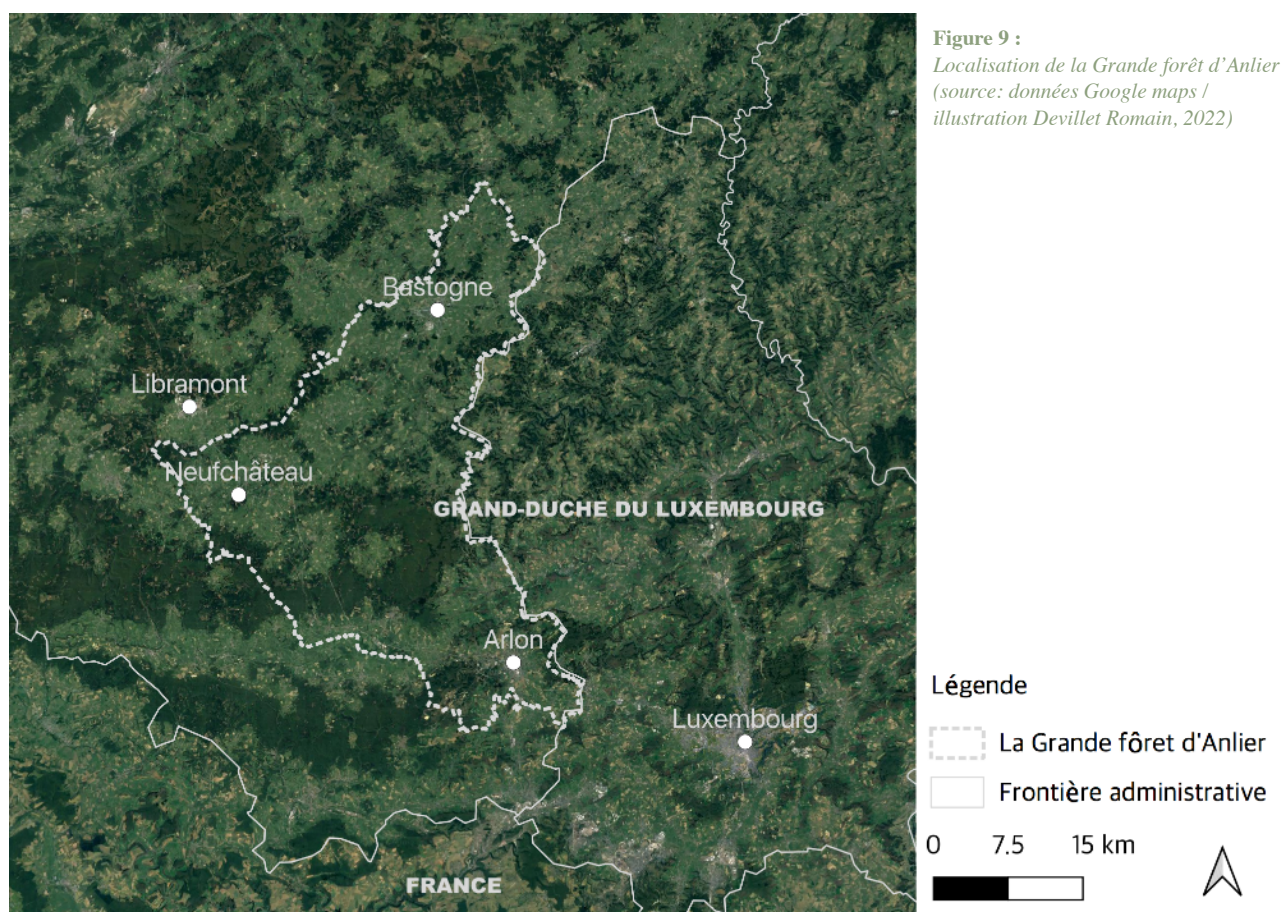 Figure 9 :
Localisation de la Grande forêt d'Anlier
(source: données Google maps /
illustration Devillet Romain, 2022)
Bastogne
Libramont
Neufchâteau
GRAND-DUCHE DU LUXEMBOURG
Arlon
Luxembourg
FRANCE
Légende
La Grande fôret d'Anlier
Frontière administrative
0 7.5 15 km